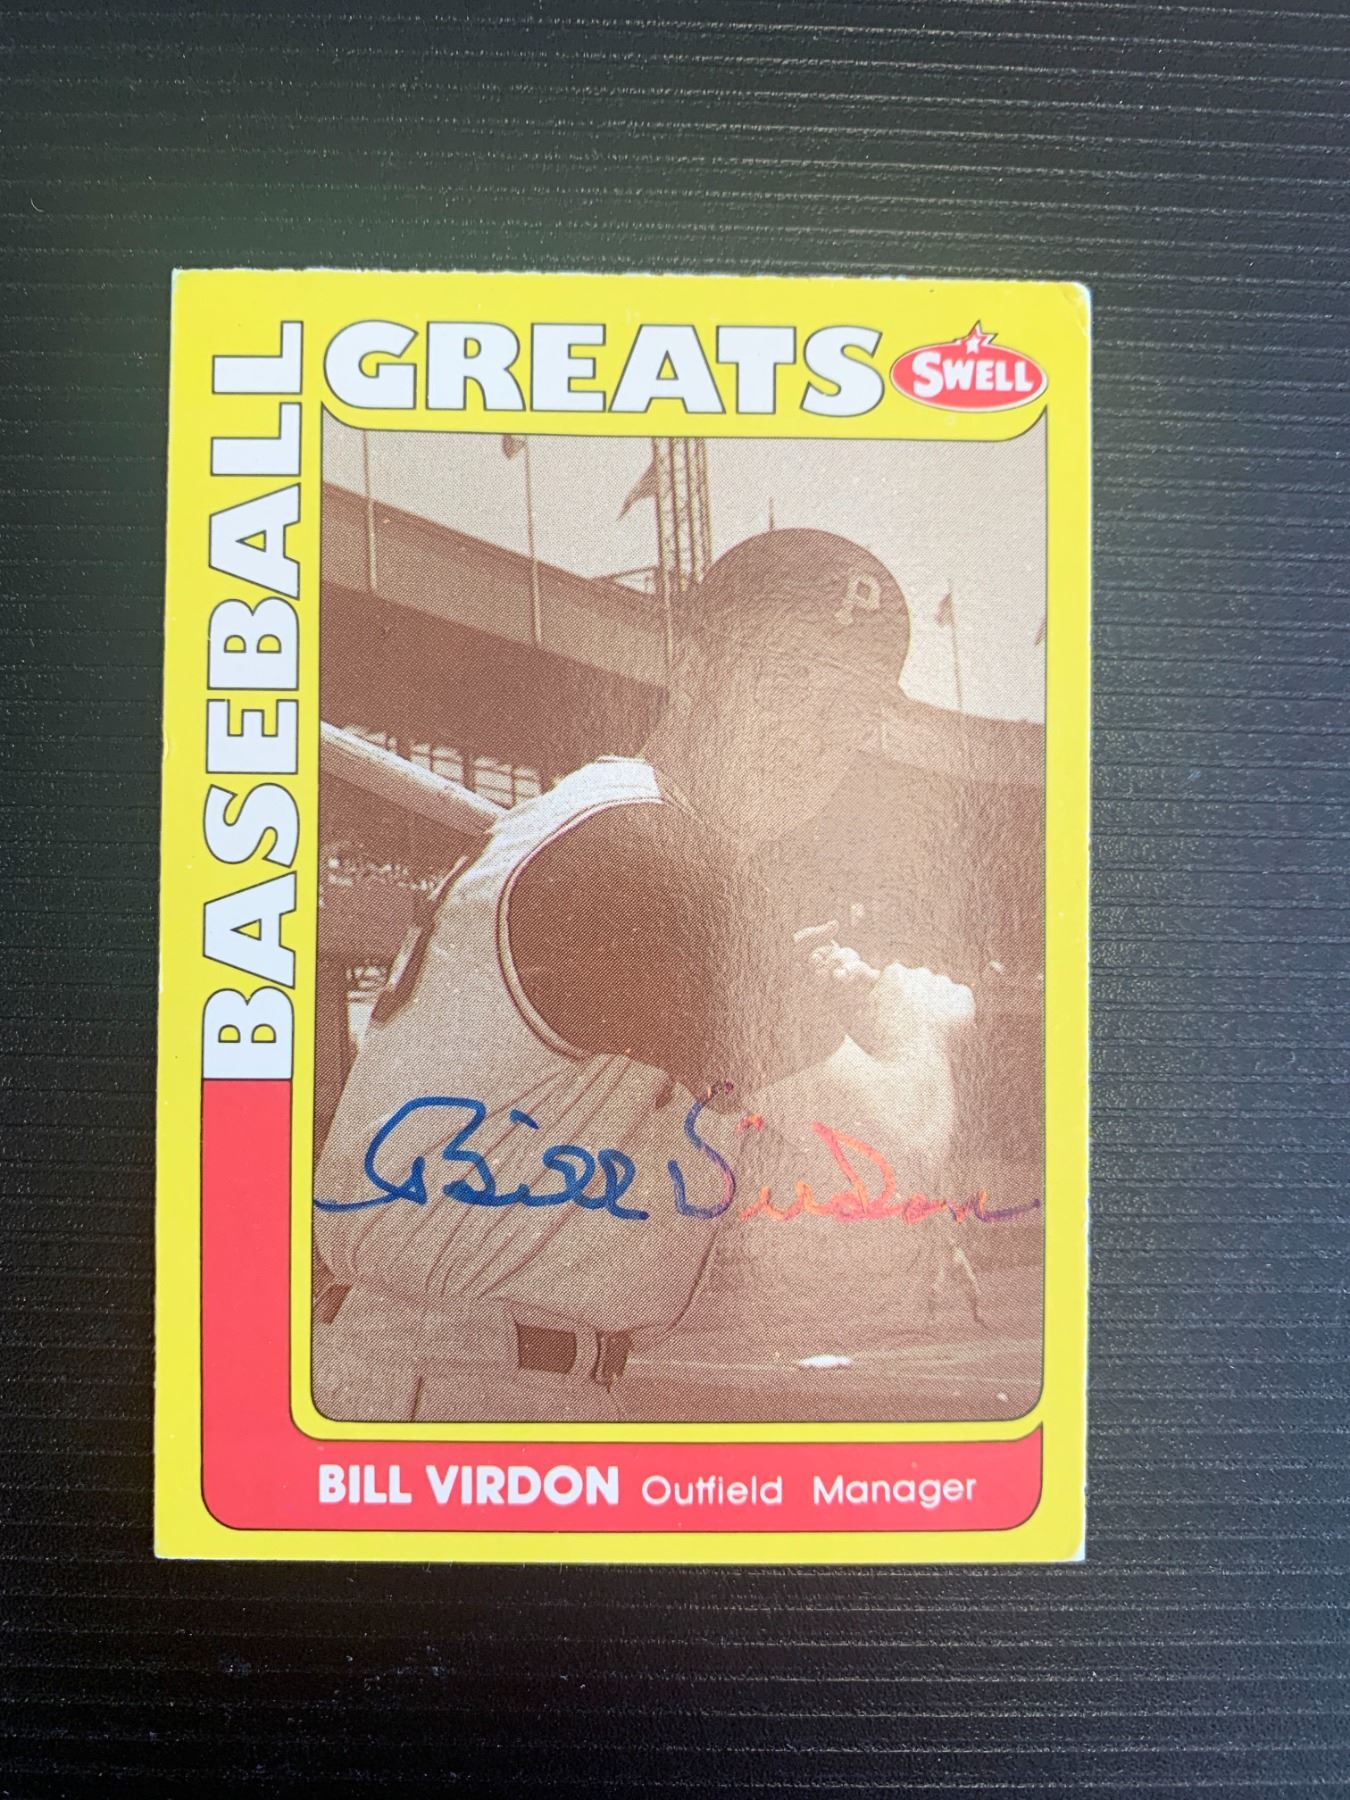 BASEBALL
GREATS
SWELL
P
Bill Virdon
BILL VIRDON Outfield Manager